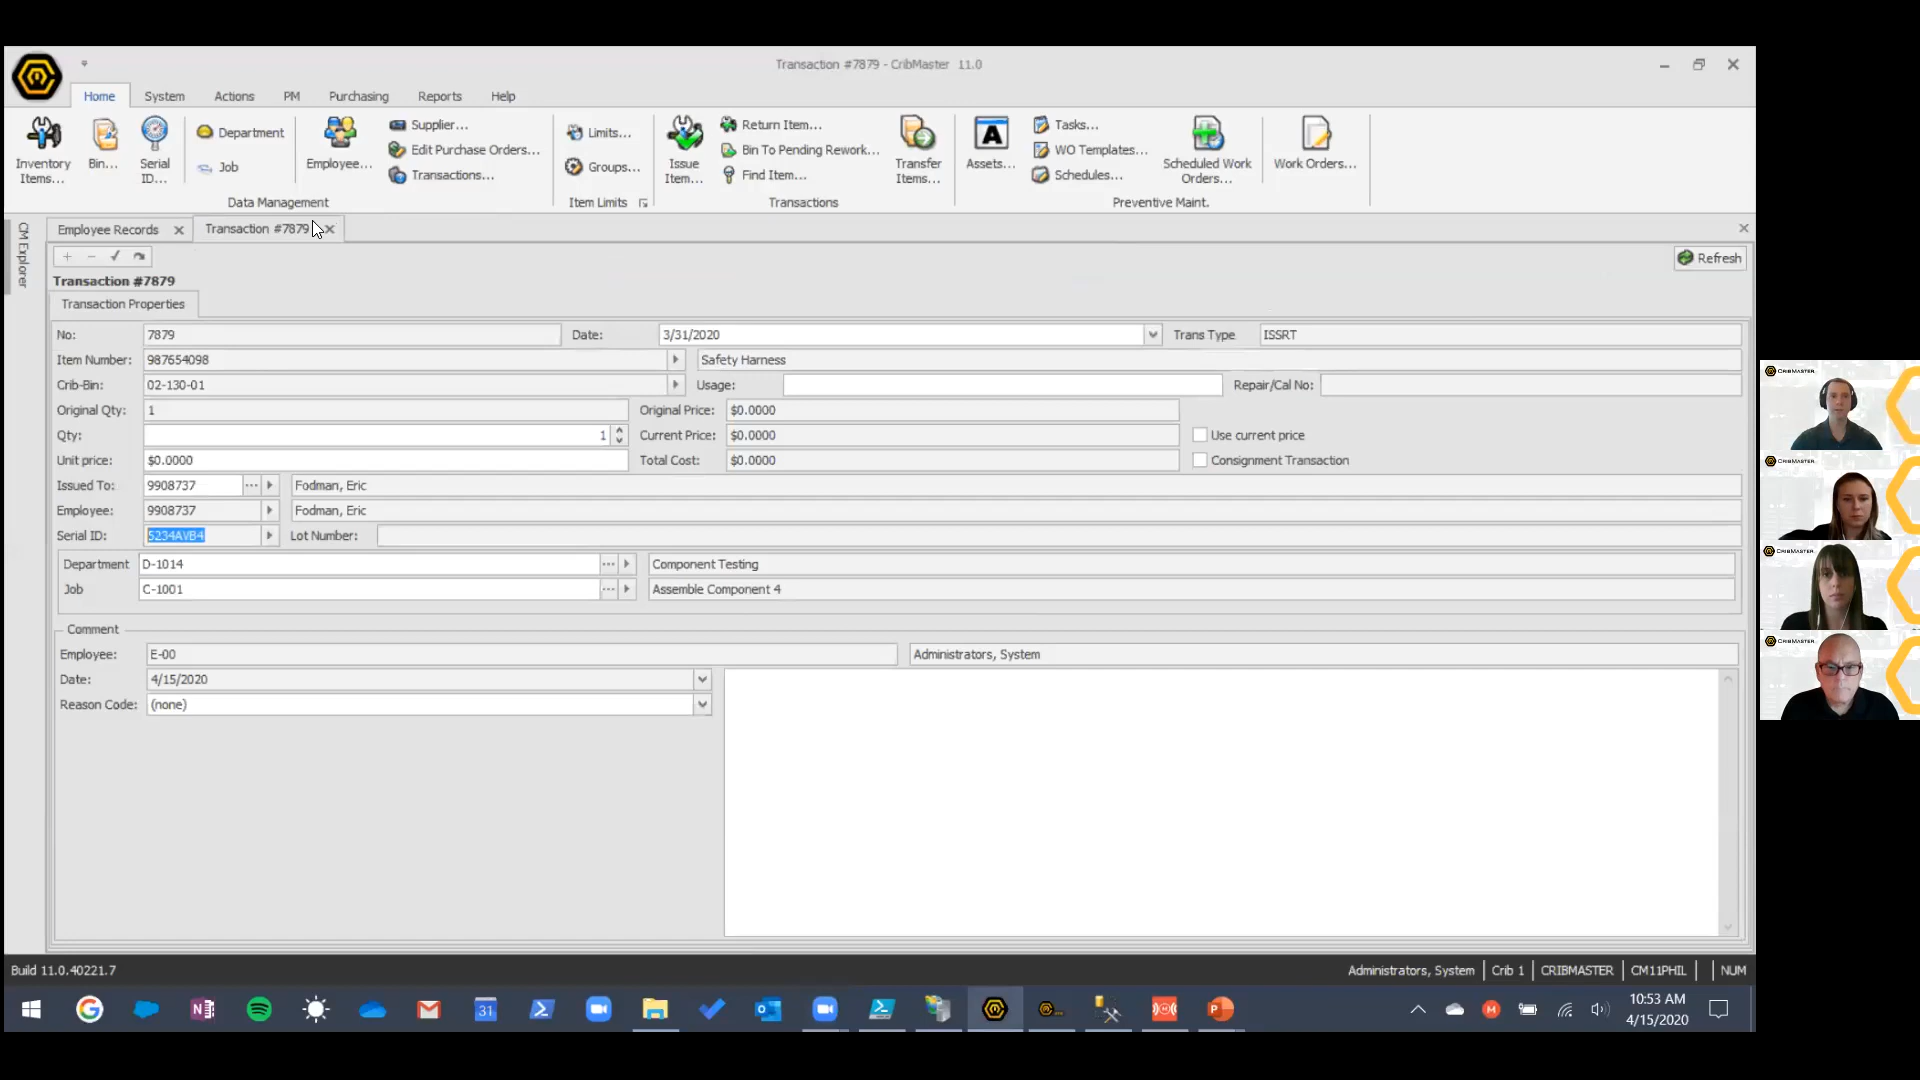 Transaction #7879 - CribMaster 11.0
Home System Actions PM Purchasing Reports Help
Inventory Items...
Bin...
Serial ID...
Department
Job
Employee...
Supplier...
Edit Purchase Orders...
Transactions...
Data Management
Limits...
Groups...
Item Limits
Issue Item...
Return Item...
Bin To Pending Rework...
Find Item...
Transfer Items...
Transactions
A
Assets...
Tasks...
WO Templates...
Schedules...
Scheduled Work Orders...
Work Orders...
Preventive Maint.
CM Explorer
Employee Records Transaction #7879
Refresh
Transaction #7879
Transaction Properties
No: 7879 Date: 3/31/2020 Trans Type ISSRT
Item Number: 987654098 Safety Harness
Crib-Bin: 02-130-01 Usage: Repair/Cal No:
Original Qty: 1 Original Price: $0.0000
Qty: 1 Current Price: $0.0000 Use current price
Unit price: $0.0000 Total Cost: $0.0000 Consignment Transaction
Issued To: 9908737 ... Fodman, Eric
Employee: 9908737 Fodman, Eric
Serial ID: 5234AVB4 Lot Number:
Department D-1014 ... Component Testing
Job C-1001 ... Assemble Component 4
Comment
Employee: E-00 Administrators, System
Date: 4/15/2020
Reason Code: (none)
Build 11.0.40221.7 Administrators, System Crib 1 CRIBMASTER CM11PHIL NUM
10:53 AM
4/15/2020
CRIBMASTER
CRIBMASTER
CRIBMASTER
CRIBMASTER